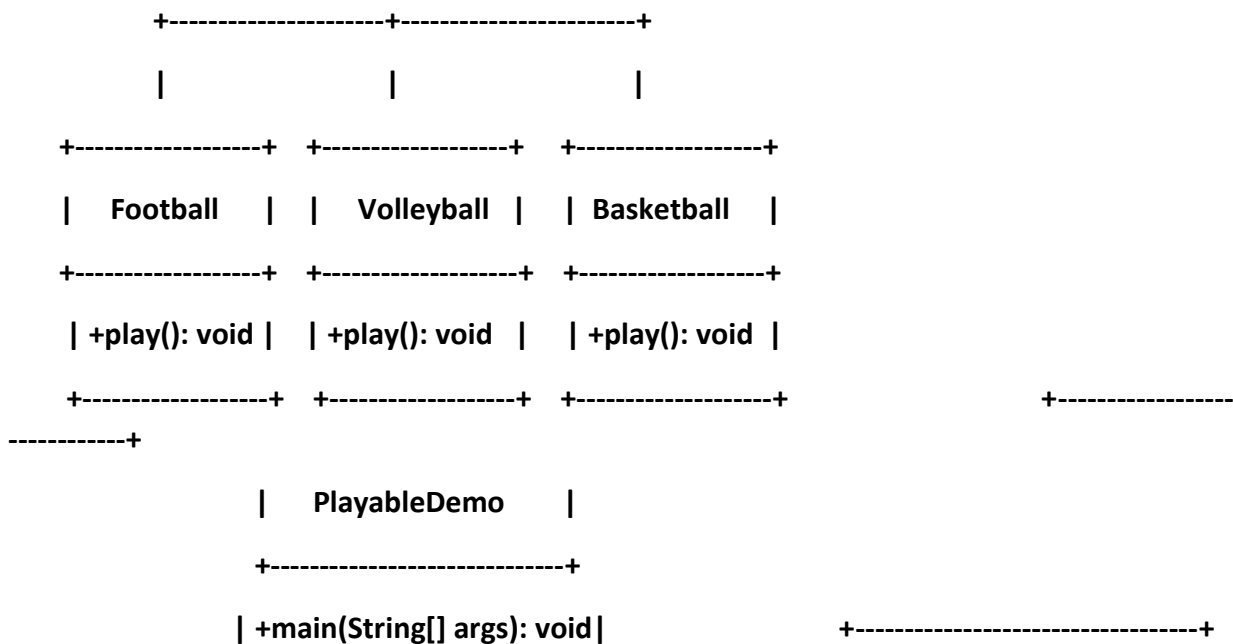 +----------------------+------------------------+
| | |
+-------------------+ +-------------------+ +-------------------+
| Football | | Volleyball | | Basketball |
+-------------------+ +--------------------+ +-------------------+
| +play(): void | | +play(): void | | +play(): void |
+--------------------+ +-------------------+ +--------------------+ +------------------
------------+
| PlayableDemo |
+------------------------------+
| +main(String[] args): void| +-----------------------------------+